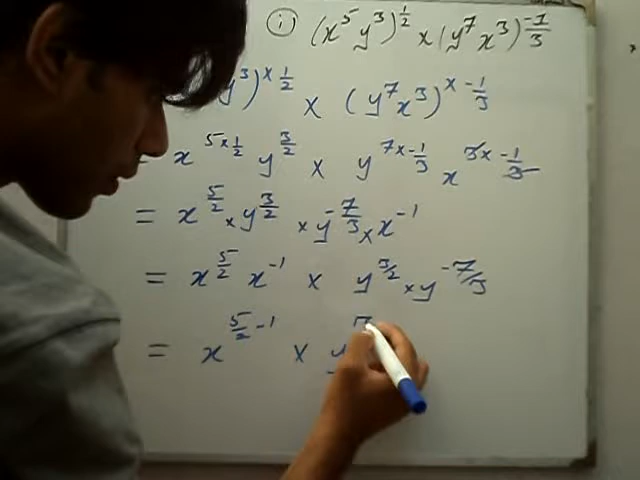 i (x^5 y^3)^1/2 x (y^7 x^3)^-1/3
y^3)^x 1/2 x (y^7 x^3)^x -1/3
= x^5x1/2 y^3/2 x y^7x-1/3 x^3x-1/3
= x^5/2 x y^3/2 x y^-7/3 x x^-1
= x^5/2 x^-1 x y^3/2 x y^-7/3
= x^5/2-1 x y